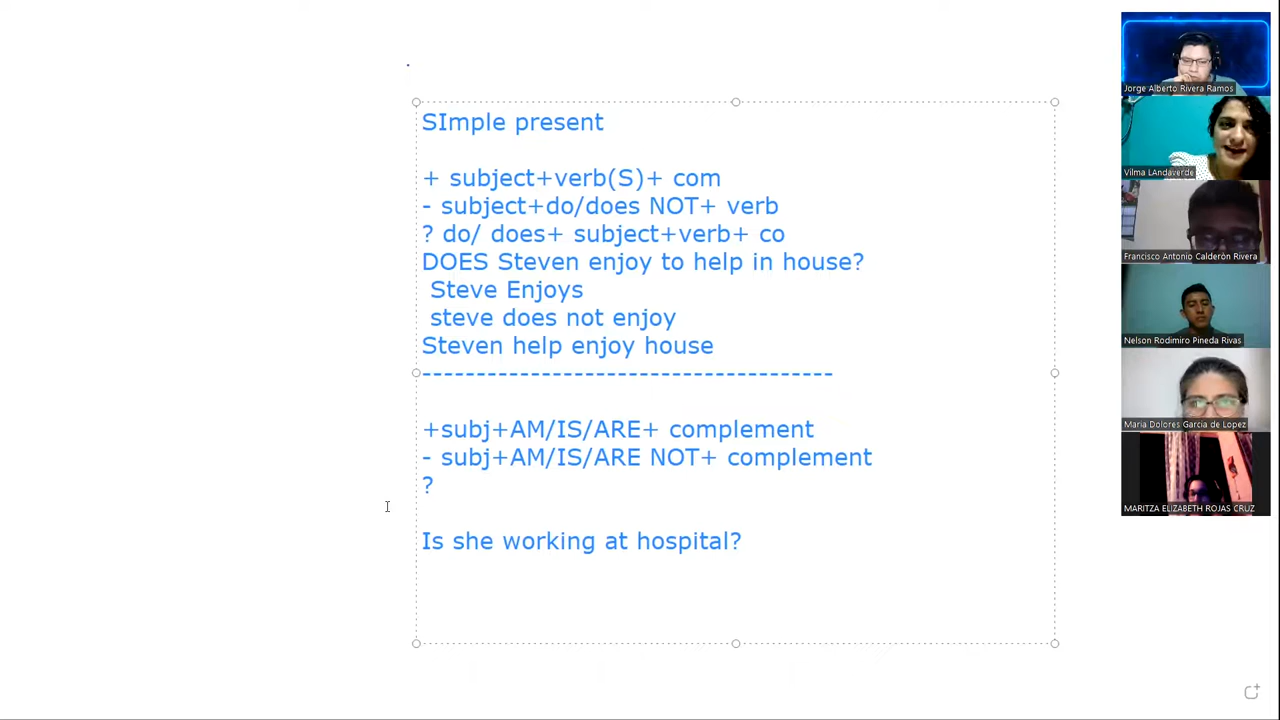 SImple present
+ subject+verb(S)+ com
- subject+do/does NOT+ verb
? do/ does+ subject+verb+ co
DOES Steven enjoy to help in house?
Steve Enjoys
steve does not enjoy
Steven help enjoy house
--------------------------------------
+subj+AM/IS/ARE+ complement
- subj+AM/IS/ARE NOT+ complement
?
Is she working at hospital?
Jorge Alberto Rivera Ramos
Vilma LAndaverde
Francisco Antonio Calderòn Rivera
Nelson Rodimiro Pineda Rivas
Maria Dolores Garcia de Lopez
MARITZA ELIZABETH ROJAS CRUZ